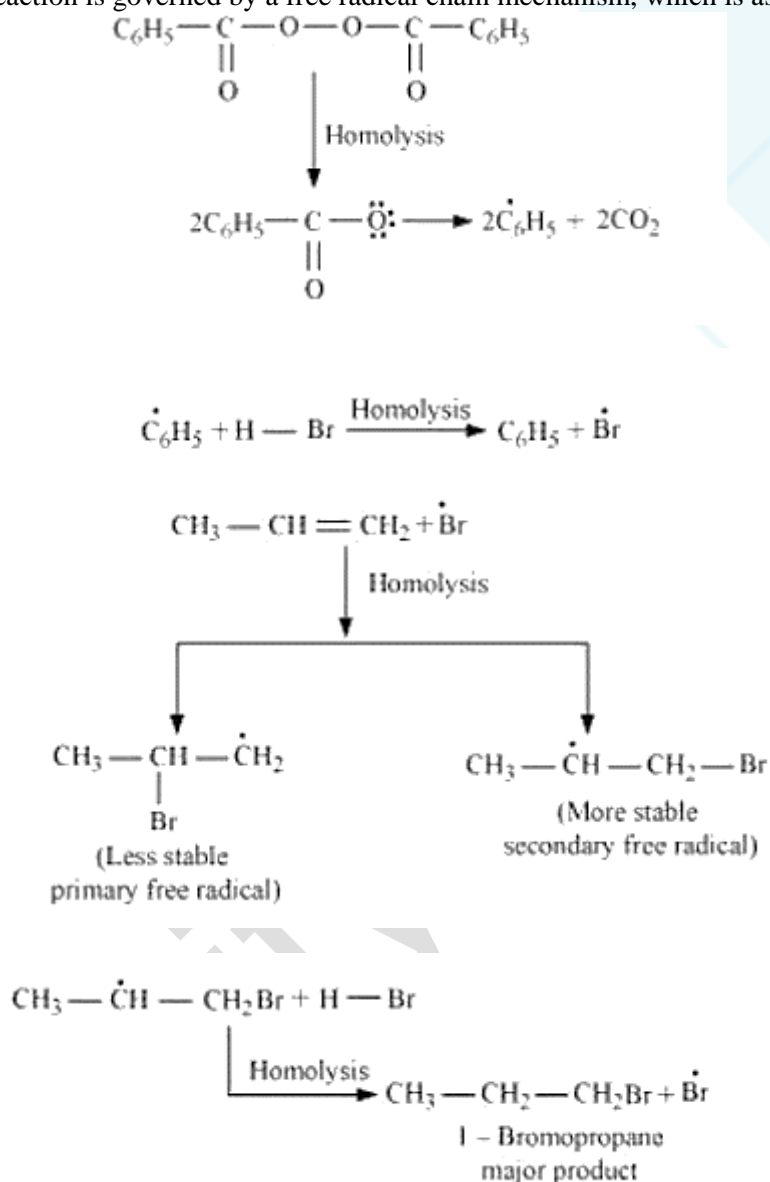 eaction is governed by a free radical chain mechanism, which is as
C₆H₅—C—O—O—C—C₆H₅
||          ||
O          O
Homolysis
2C₆H₅—C—Ö: → 2Ċ₆H₅ + 2CO₂
||
O
Ċ₆H₅ + H — Br Homolysis → C₆H₅ + Ḃr
CH₃ — CH = CH₂ + Ḃr
Homolysis
CH₃ — CH — ĊH₂    CH₃ — ĊH — CH₂ — Br
|
Br    (More stable
(Less stable    secondary free radical)
primary free radical)
CH₃ — ĊH — CH₂Br + H — Br
Homolysis → CH₃ — CH₂ — CH₂Br + Ḃr
1 – Bromopropane
major product